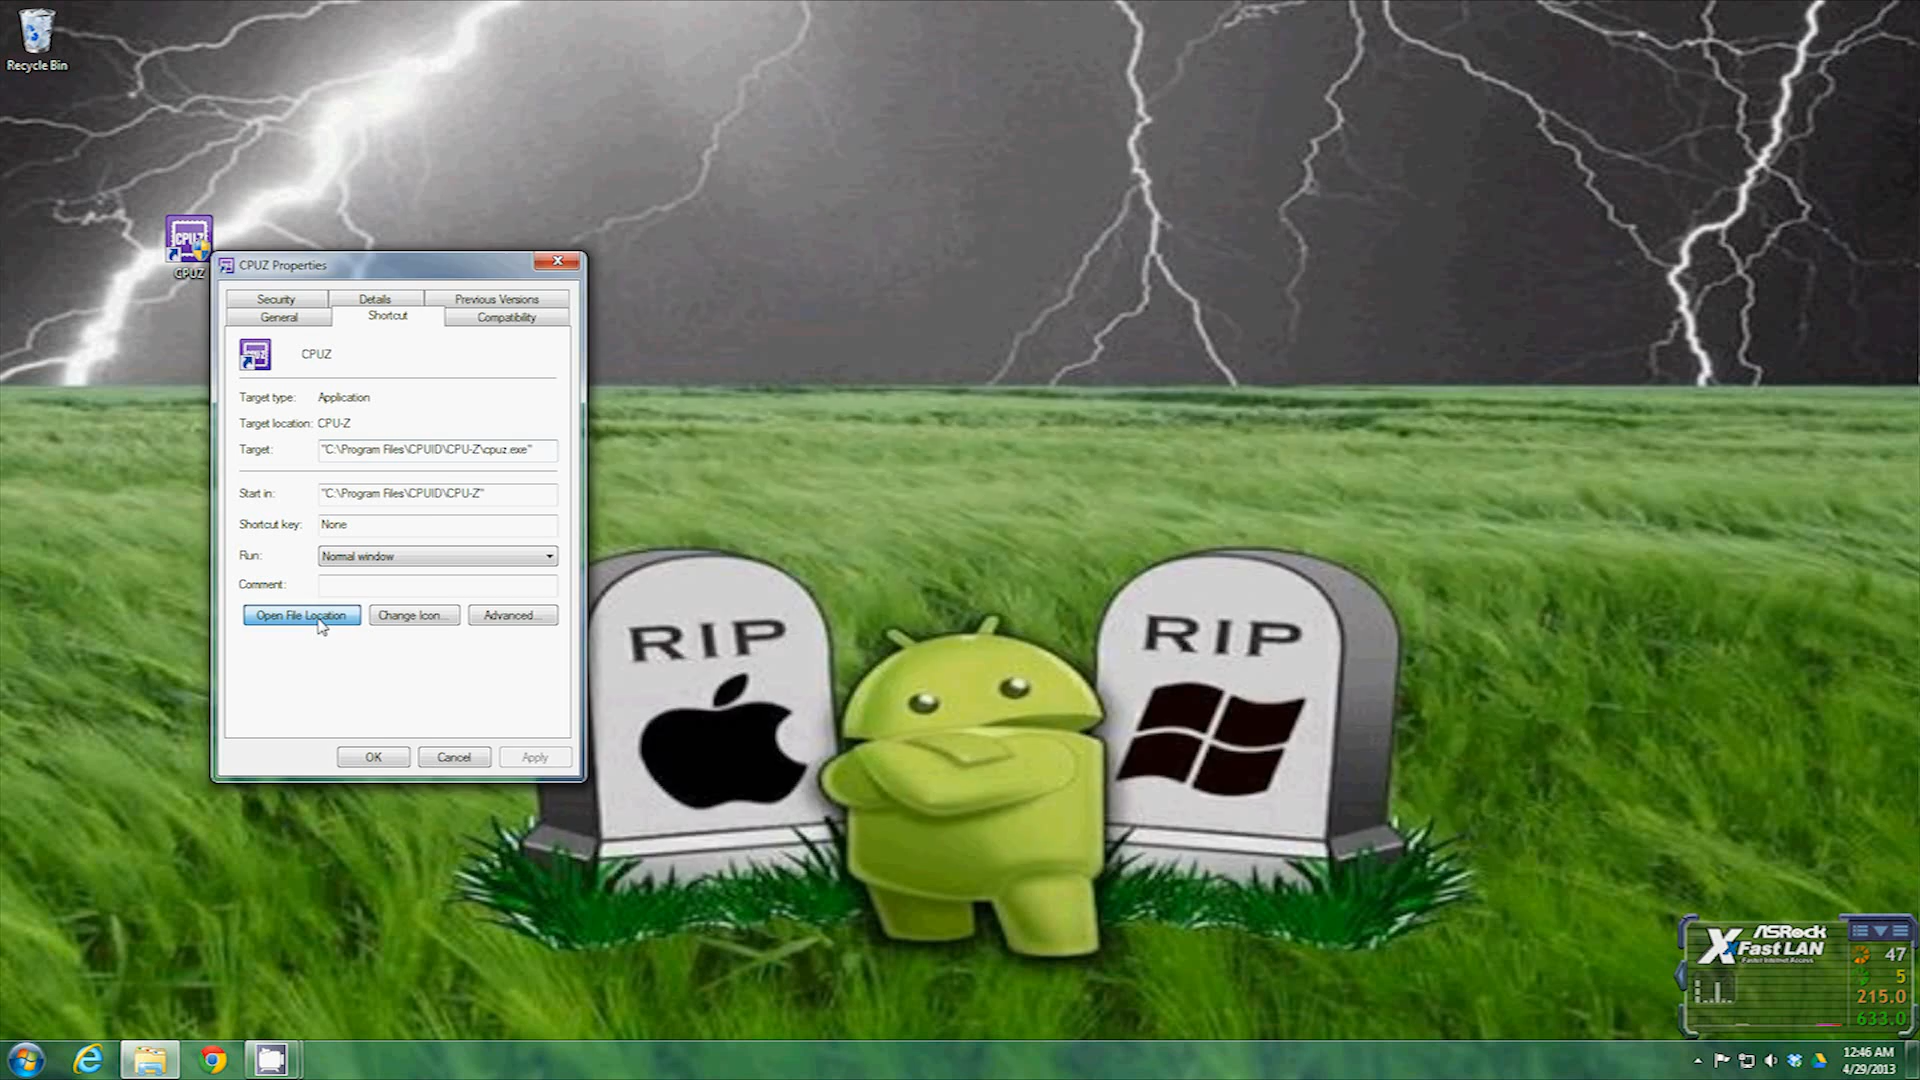 Recycle Bin
CPUZ
CPUZ Properties
Security
Details
Previous Versions
General
Shortcut
Compatibility
CPUZ
Target type:
Application
Target location:
CPU-Z
Target:
"C:\Program Files\CPUID\CPU-Z\cpuz.exe"
Start in:
"C:\Program Files\CPUID\CPU-Z"
Shortcut key:
None
Run:
Normal window
Comment:
Open File Location
Change Icon...
Advanced...
OK
Cancel
Apply
RIP
RIP
ASRock
XFast LAN
Faster Internet Access
47
5
215.0
633.0
12:46 AM
4/29/2013